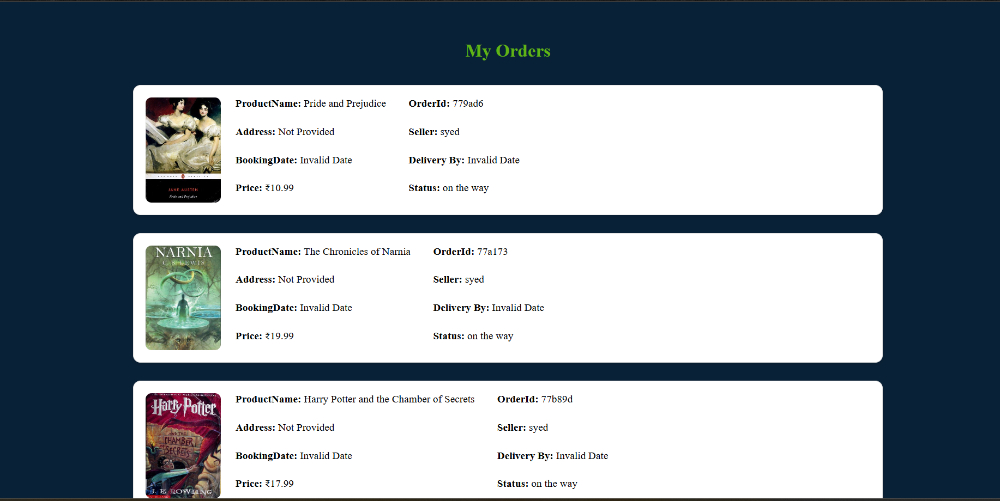 My Orders
ProductName: Pride and Prejudice OrderId: 779ad6
Address: Not Provided Seller: syed
BookingDate: Invalid Date Delivery By: Invalid Date
Price: ₹10.99 Status: on the way
PENGUIN CLASSICS
JANE AUSTEN
Pride and Prejudice
NARNIA
C. S. LEWIS
ProductName: The Chronicles of Narnia OrderId: 77a173
Address: Not Provided Seller: syed
BookingDate: Invalid Date Delivery By: Invalid Date
Price: ₹19.99 Status: on the way
Harry Potter
AND THE
CHAMBER
OF SECRETS
J. K. ROWLING
SCHOLASTIC
ProductName: Harry Potter and the Chamber of Secrets OrderId: 77b89d
Address: Not Provided Seller: syed
BookingDate: Invalid Date Delivery By: Invalid Date
Price: ₹17.99 Status: on the way